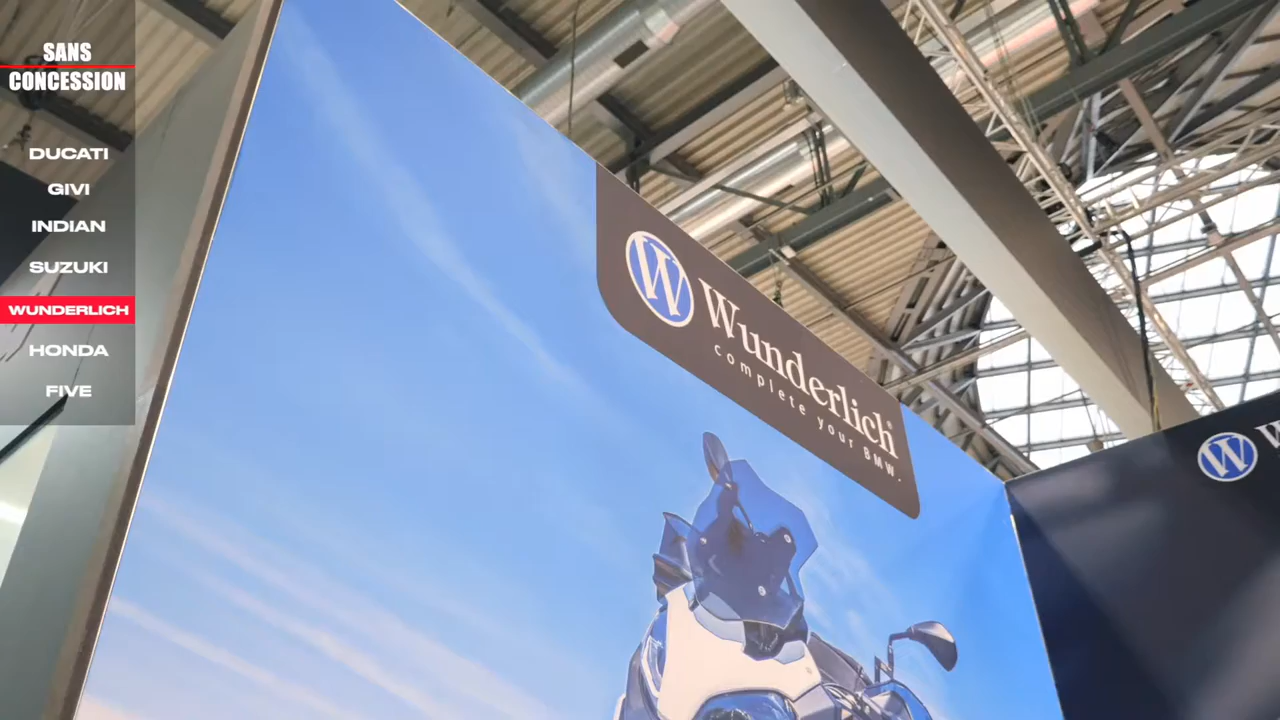 SANS
CONCESSION
DUCATI
GIVI
INDIAN
SUZUKI
WUNDERLICH
HONDA
FIVE
W Wunderlich®
complete your BMW.
W